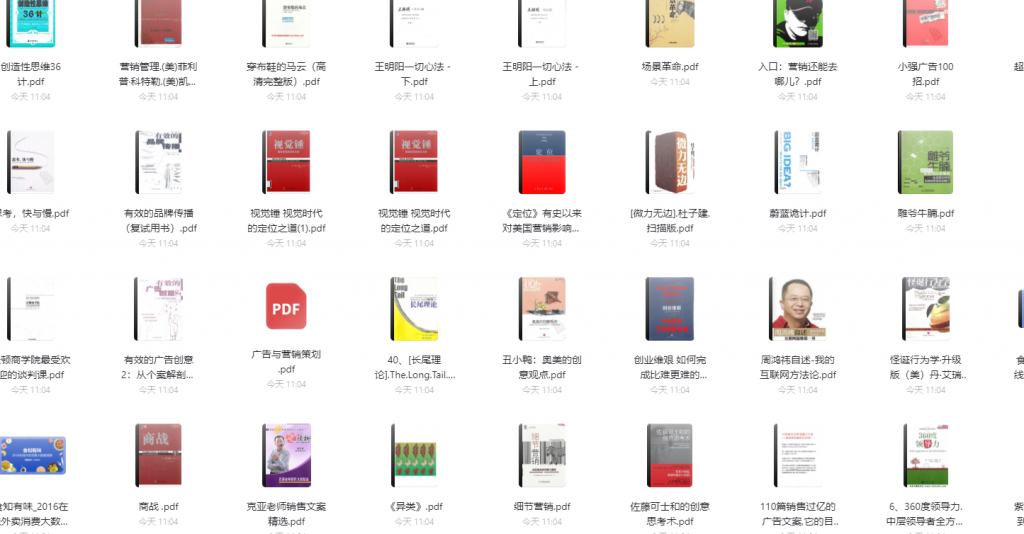 创造性思维36
计.pdf
今天 11:04
营销管理.(美)菲利
普·科特勒.(美)凯...
今天 11:04
穿布鞋的马云（高
清完整版）.pdf
今天 11:04
王明阳一切心法 -
下.pdf
今天 11:04
王明阳一切心法 -
上.pdf
今天 11:04
场景革命.pdf
今天 11:04
入口：营销还能去
哪儿？.pdf
今天 11:04
小强广告100
招.pdf
今天 11:04
超
考，快与慢.pdf
今天 11:04
有效的品牌传播
（复试用书）.pdf
今天 11:04
视觉锤 视觉时代
的定位之道(1).pdf
今天 11:04
视觉锤 视觉时代
的定位之道.pdf
今天 11:04
《定位》有史以来
对美国营销影响...
今天 11:04
[微力无边].杜子建.
扫描版.pdf
今天 11:04
蔚蓝诡计.pdf
今天 11:04
雕爷牛腩.pdf
今天 11:04
顿商学院最受欢
迎的谈判课.pdf
今天 11:04
有效的广告创意
2：从个案解剖...
今天 11:04
PDF
广告与营销策划
.pdf
今天 11:04
40、[长尾理
论].The.Long.Tail....
今天 11:04
丑小鸭：奥美的创
意观点.pdf
今天 11:04
创业维艰 如何完
成比难更难的...
今天 11:04
周鸿祎自述-我的
互联网方法论.pdf
今天 11:04
怪诞行为学·升级
版（美）丹·艾瑞..
今天 11:04
食
线
食知有味_2016在
线外卖消费大数...
今天 11:04
商战 .pdf
今天 11:04
克亚老师销售文案
精选.pdf
今天 11:04
《异类》.pdf
今天 11:04
细节营销.pdf
今天 11:04
佐藤可士和的创意
思考术.pdf
今天 11:04
110篇销售过亿的
广告文案,它的目..
今天 11:04
6、360度领导力.
中层领导者全方...
今天 11:04
紫
到